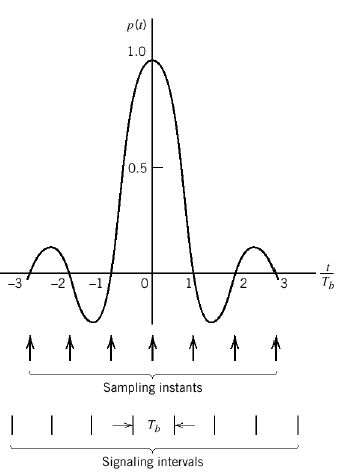 p(t)
1.0
0.5
-3 -2 -1 0 1 2 3 t/T_b
Sampling instants
T_b
Signaling intervals